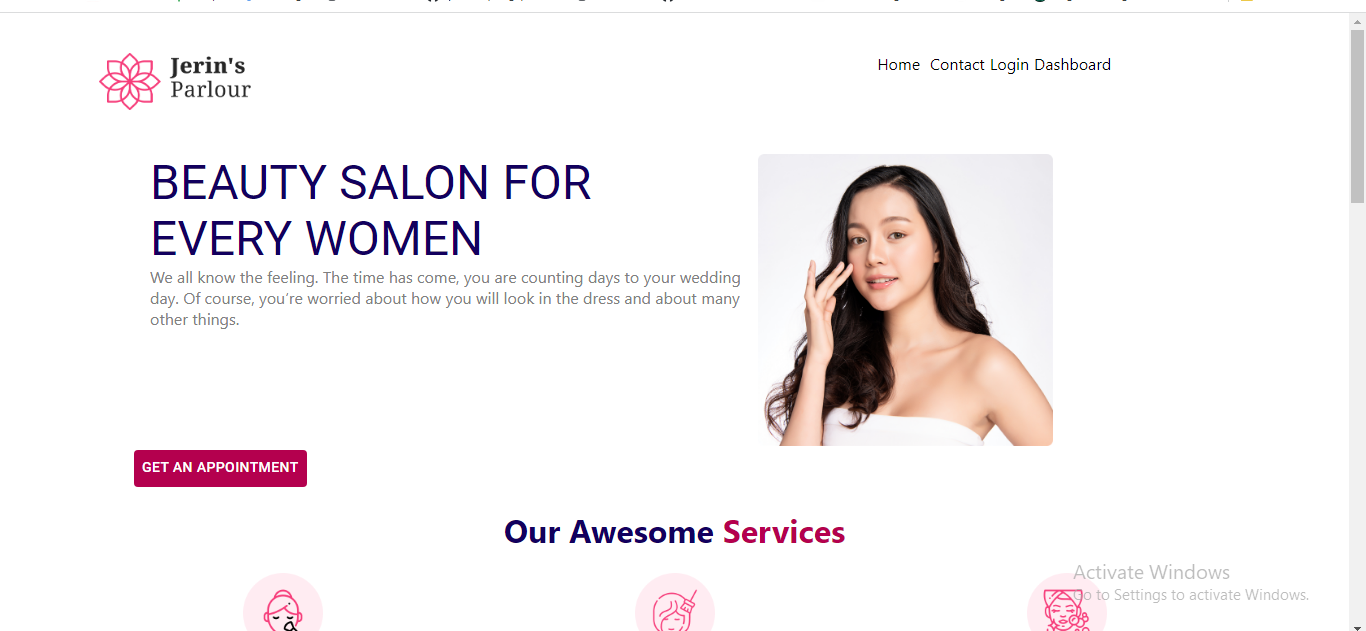 Jerin's
Parlour
Home Contact Login Dashboard
BEAUTY SALON FOR
EVERY WOMEN
We all know the feeling. The time has come, you are counting days to your wedding
day. Of course, you’re worried about how you will look in the dress and about many
other things.
GET AN APPOINTMENT
Our Awesome Services
Activate Windows
Go to Settings to activate Windows.